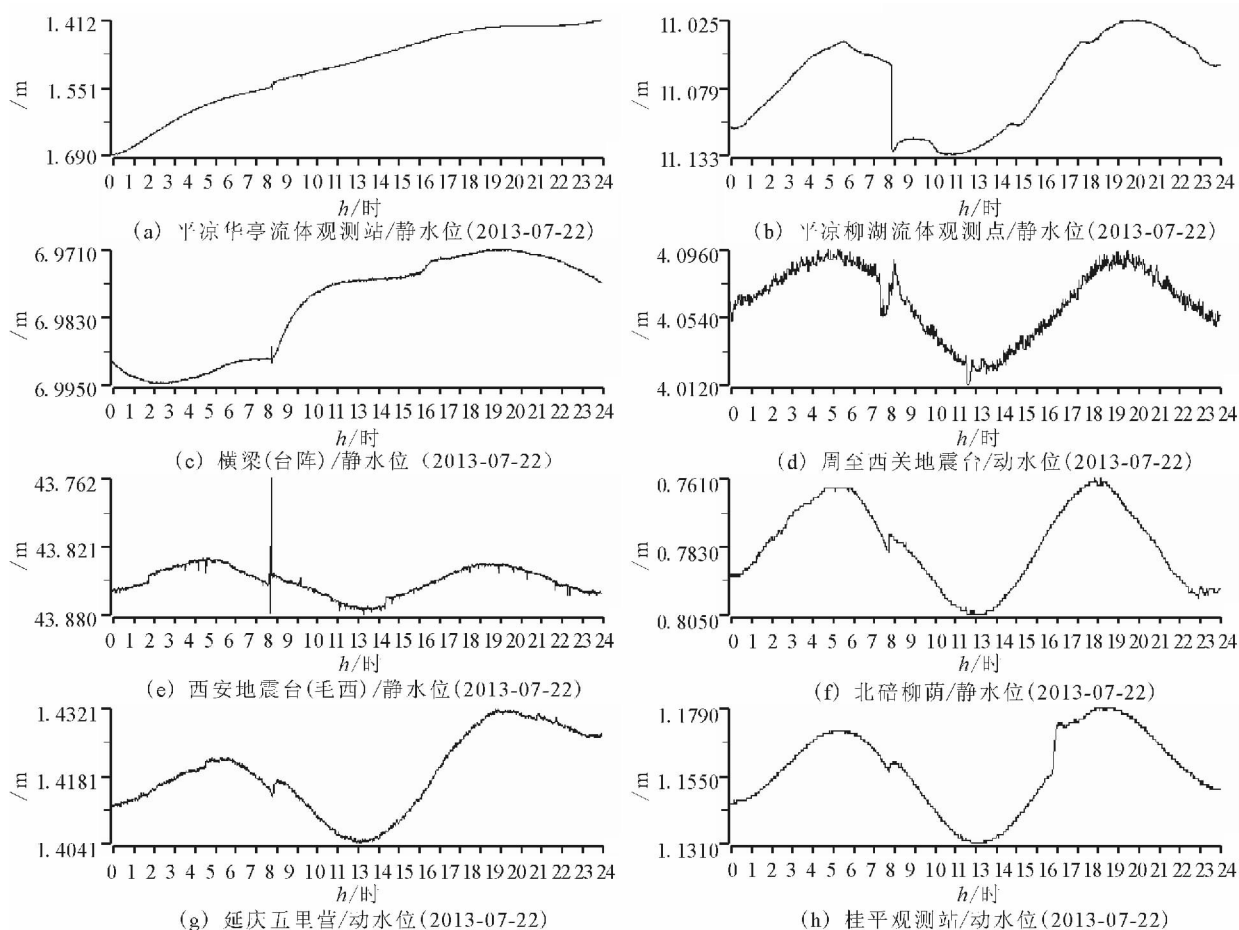 1.412
1.551
1.690
/m
0 1 2 3 4 5 6 7 8 9 10 11 12 13 14 15 16 17 18 19 20 21 22 23 24
h/时
(a) 平凉华亭流体观测站/静水位(2013-07-22)
11.025
11.079
11.133
/m
0 1 2 3 4 5 6 7 8 9 10 11 12 13 14 15 16 17 18 19 20 21 22 23 24
h/时
(b) 平凉柳湖流体观测点/静水位(2013-07-22)
6.9710
6.9830
6.9950
/m
0 1 2 3 4 5 6 7 8 9 10 11 12 13 14 15 16 17 18 19 20 21 22 23 24
h/时
(c) 横梁(台阵)/静水位 (2013-07-22)
4.0960
4.0540
4.0120
/m
0 1 2 3 4 5 6 7 8 9 10 11 12 13 14 15 16 17 18 19 20 21 22 23 24
h/时
(d) 周至西关地震台/动水位(2013-07-22)
43.762
43.821
43.880
/m
0 1 2 3 4 5 6 7 8 9 10 11 12 13 14 15 16 17 18 19 20 21 22 23 24
h/时
(e) 西安地震台(毛西)/静水位(2013-07-22)
0.7610
0.7830
0.8050
/m
0 1 2 3 4 5 6 7 8 9 10 11 12 13 14 15 16 17 18 19 20 21 22 23 24
h/时
(f) 北碚柳荫/静水位(2013-07-22)
1.4321
1.4181
1.4041
/m
0 1 2 3 4 5 6 7 8 9 10 11 12 13 14 15 16 17 18 19 20 21 22 23 24
h/时
(g) 延庆五里营/动水位(2013-07-22)
1.1790
1.1550
1.1310
/m
0 1 2 3 4 5 6 7 8 9 10 11 12 13 14 15 16 17 18 19 20 21 22 23 24
h/时
(h) 桂平观测站/动水位(2013-07-22)